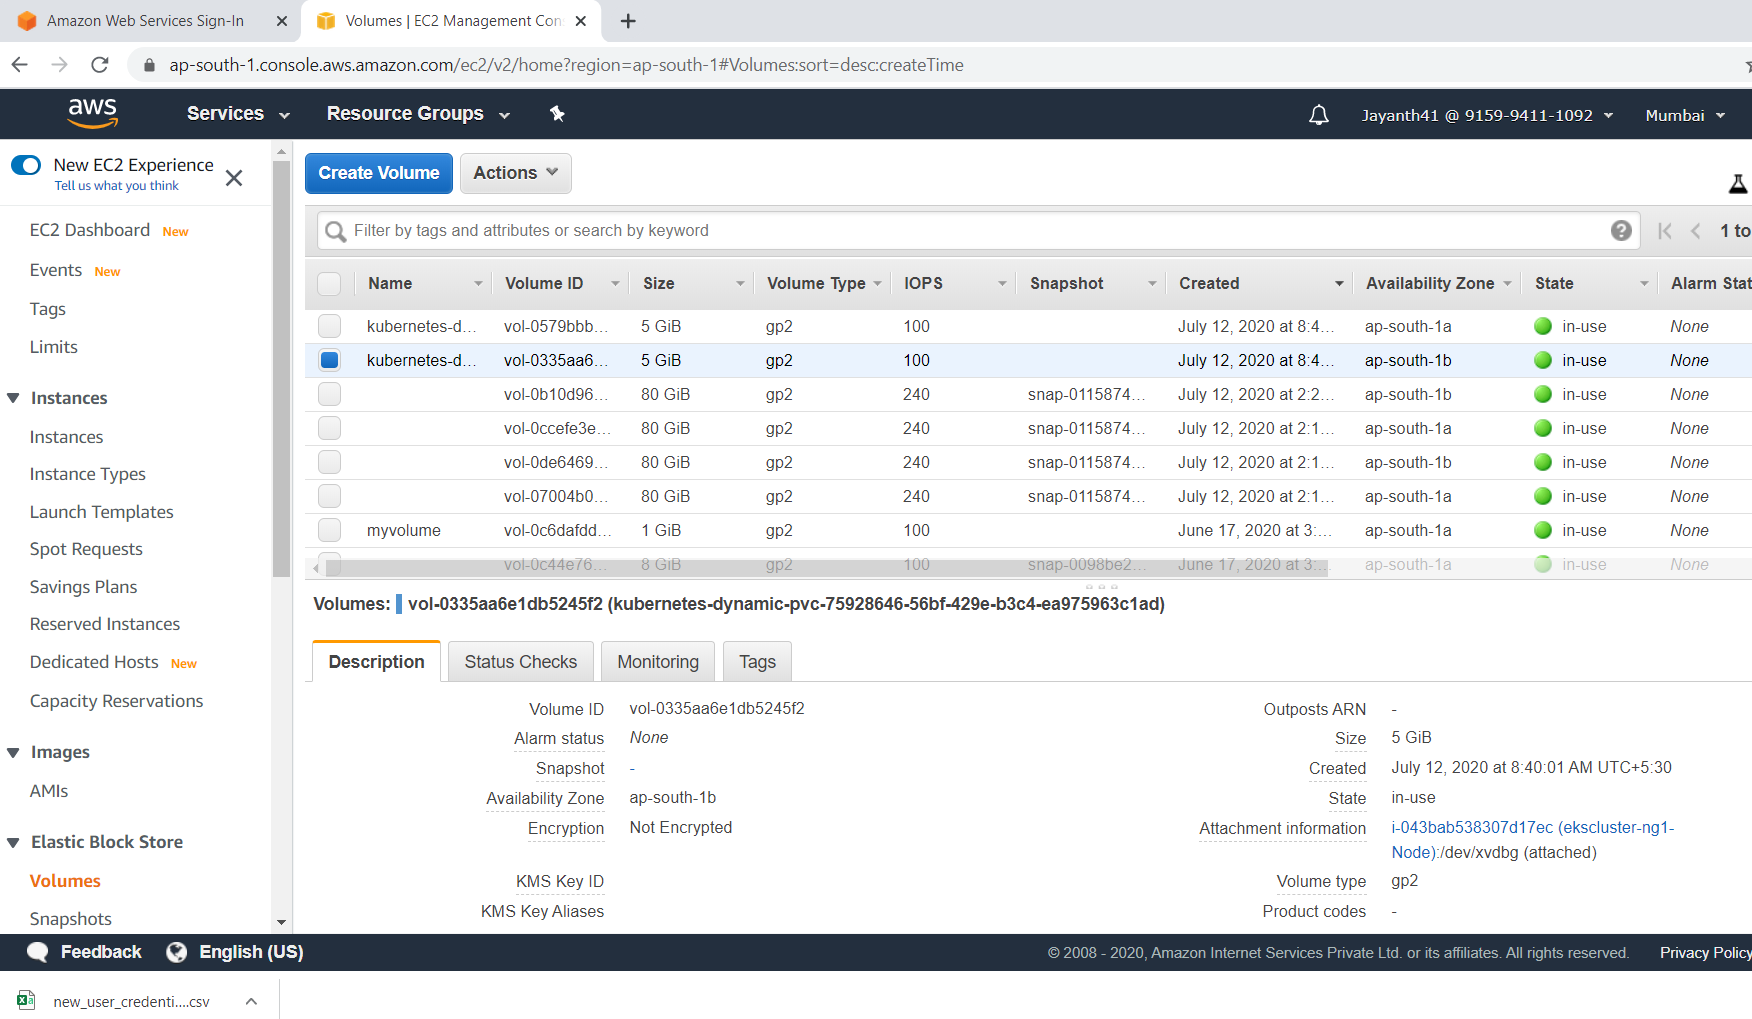 Amazon Web Services Sign-In
Volumes | EC2 Management Con
ap-south-1.console.aws.amazon.com/ec2/v2/home?region=ap-south-1#Volumes:sort=desc:createTime
aws Services Resource Groups Jayanth41 @ 9159-9411-1092 Mumbai
New EC2 Experience
Tell us what you think
EC2 Dashboard New
Events New
Tags
Limits
Instances
Instances
Instance Types
Launch Templates
Spot Requests
Savings Plans
Reserved Instances
Dedicated Hosts New
Capacity Reservations
Images
AMIs
Elastic Block Store
Volumes
Snapshots
Create Volume Actions
Filter by tags and attributes or search by keyword
1 to
Name Volume ID Size Volume Type IOPS Snapshot Created Availability Zone State Alarm Stat
kubernetes-d... vol-0579bbb... 5 GiB gp2 100 July 12, 2020 at 8:4... ap-south-1a in-use None
kubernetes-d... vol-0335aa6... 5 GiB gp2 100 July 12, 2020 at 8:4... ap-south-1b in-use None
vol-0b10d96... 80 GiB gp2 240 snap-0115874... July 12, 2020 at 2:2... ap-south-1b in-use None
vol-0ccefe3e... 80 GiB gp2 240 snap-0115874... July 12, 2020 at 2:1... ap-south-1a in-use None
vol-0de6469... 80 GiB gp2 240 snap-0115874... July 12, 2020 at 2:1... ap-south-1b in-use None
vol-07004b0... 80 GiB gp2 240 snap-0115874... July 12, 2020 at 2:1... ap-south-1a in-use None
myvolume vol-0c6dafdd... 1 GiB gp2 100 June 17, 2020 at 3:... ap-south-1a in-use None
vol-0c44e76... 8 GiB gp2 100 snap-0098be2... June 17, 2020 at 3:... ap-south-1a in-use None
Volumes: vol-0335aa6e1db5245f2 (kubernetes-dynamic-pvc-75928646-56bf-429e-b3c4-ea975963c1ad)
Description Status Checks Monitoring Tags
Volume ID vol-0335aa6e1db5245f2
Alarm status None
Snapshot -
Availability Zone ap-south-1b
Encryption Not Encrypted
KMS Key ID
KMS Key Aliases
Outposts ARN -
Size 5 GiB
Created July 12, 2020 at 8:40:01 AM UTC+5:30
State in-use
Attachment information i-043bab538307d17ec (ekscluster-ng1-
Node):/dev/xvdbg (attached)
Volume type gp2
Product codes -
Feedback English (US) © 2008 - 2020, Amazon Internet Services Private Ltd. or its affiliates. All rights reserved. Privacy Policy
new_user_credenti....csv